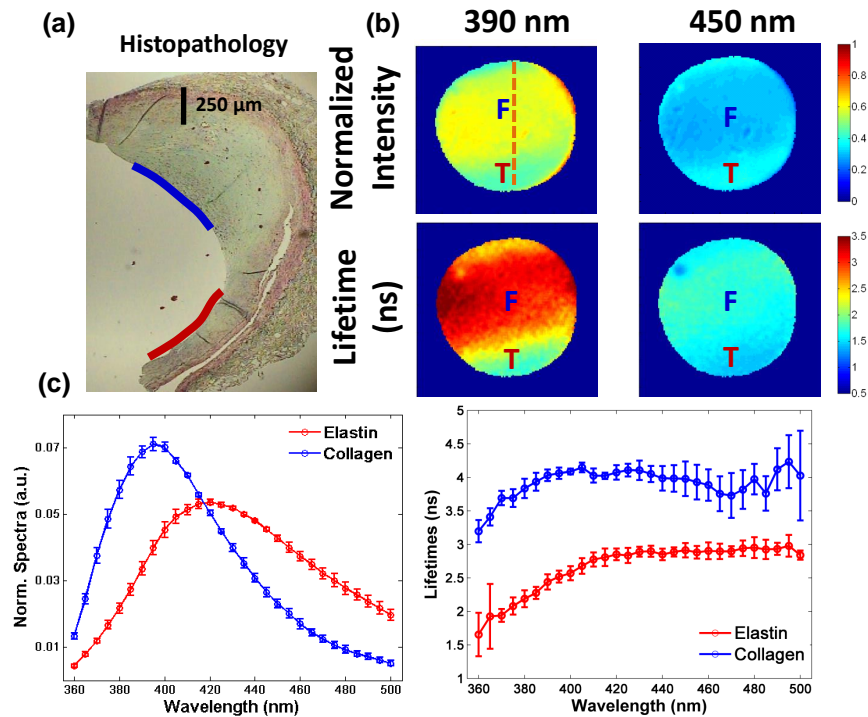 (a)
Histopathology
250 µm
(b)
390 nm
450 nm
Normalized
Intensity
F
T
F
T
1
0.8
0.6
0.4
0.2
0
Lifetime
(ns)
F
T
F
T
3.5
3
2.5
2
1.5
1
0.5
(c)
Norm. Spectra (a.u.)
0.07
0.05
0.03
0.01
Elastin
Collagen
360 380 400 420 440 460 480 500
Wavelength (nm)
Lifetimes (ns)
5
4.5
4
3.5
3
2.5
2
1.5
1
Elastin
Collagen
360 380 400 420 440 460 480 500
Wavelength (nm)